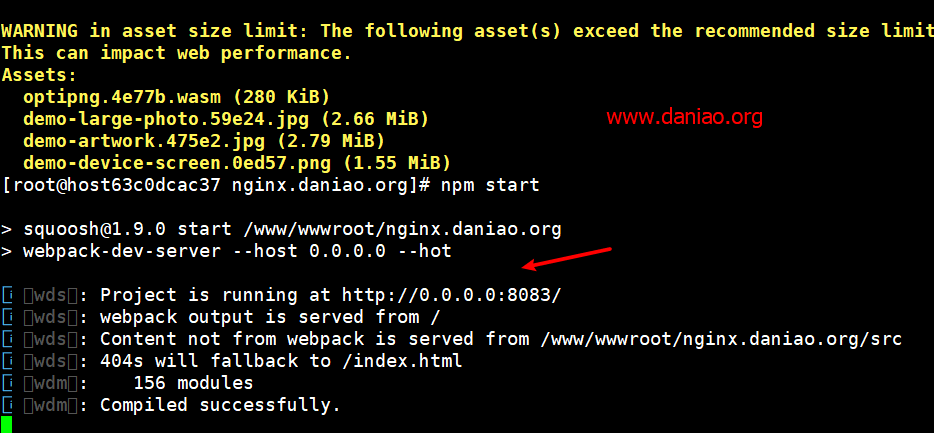 WARNING in asset size limit: The following asset(s) exceed the recommended size limit
This can impact web performance.
Assets:
  optipng.4e77b.wasm (280 KiB)
  demo-large-photo.59e24.jpg (2.66 MiB)
www.daniao.org
  demo-artwork.475e2.jpg (2.79 MiB)
  demo-device-screen.0ed57.png (1.55 MiB)
[root@host63c0dcac37 nginx.daniao.org]# npm start
> squoosh@1.9.0 start /www/wwwroot/nginx.daniao.org
> webpack-dev-server --host 0.0.0.0 --hot
i 「wds」: Project is running at http://0.0.0.0:8083/
i 「wds」: webpack output is served from /
i 「wds」: Content not from webpack is served from /www/wwwroot/nginx.daniao.org/src
i 「wds」: 404s will fallback to /index.html
i 「wdm」:    156 modules
i 「wdm」: Compiled successfully.